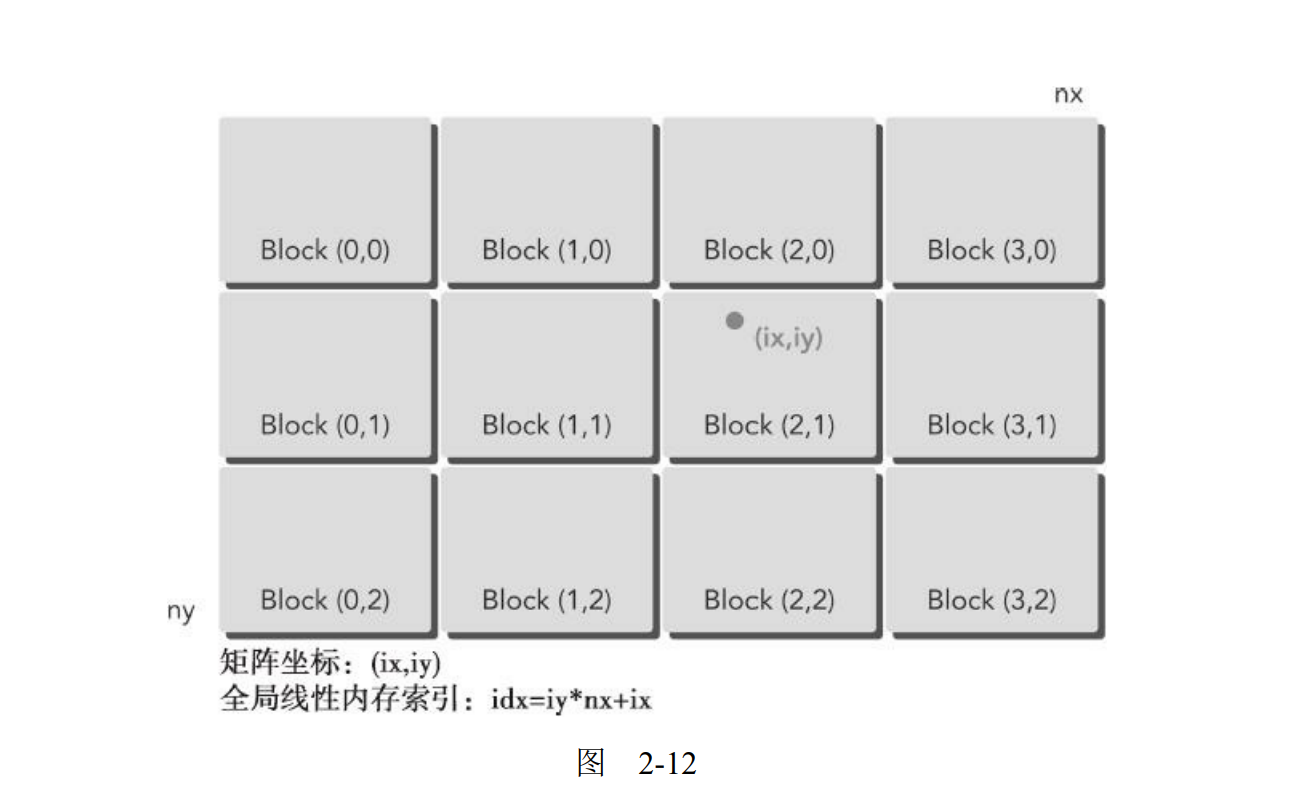 nx
Block (0,0) Block (1,0) Block (2,0) Block (3,0)
(ix,iy)
Block (0,1) Block (1,1) Block (2,1) Block (3,1)
ny
Block (0,2) Block (1,2) Block (2,2) Block (3,2)
矩阵坐标：(ix,iy)
全局线性内存索引：idx=iy*nx+ix
图 2-12